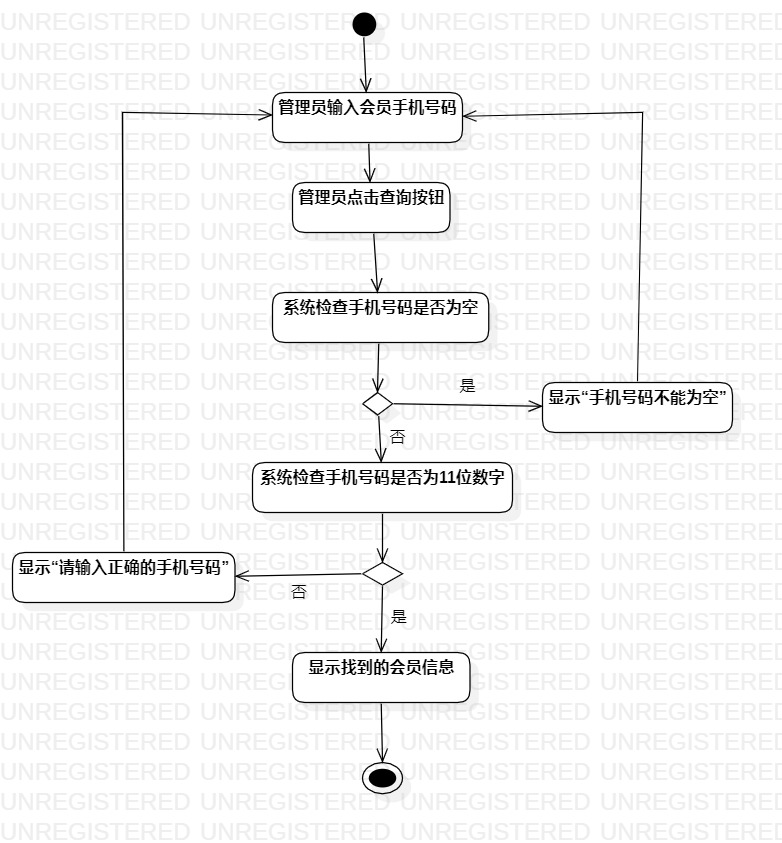 管理员输入会员手机号码
管理员点击查询按钮
系统检查手机号码是否为空
是
显示“手机号码不能为空”
否
系统检查手机号码是否为11位数字
显示“请输入正确的手机号码”
否
是
显示找到的会员信息
UNREGISTERED